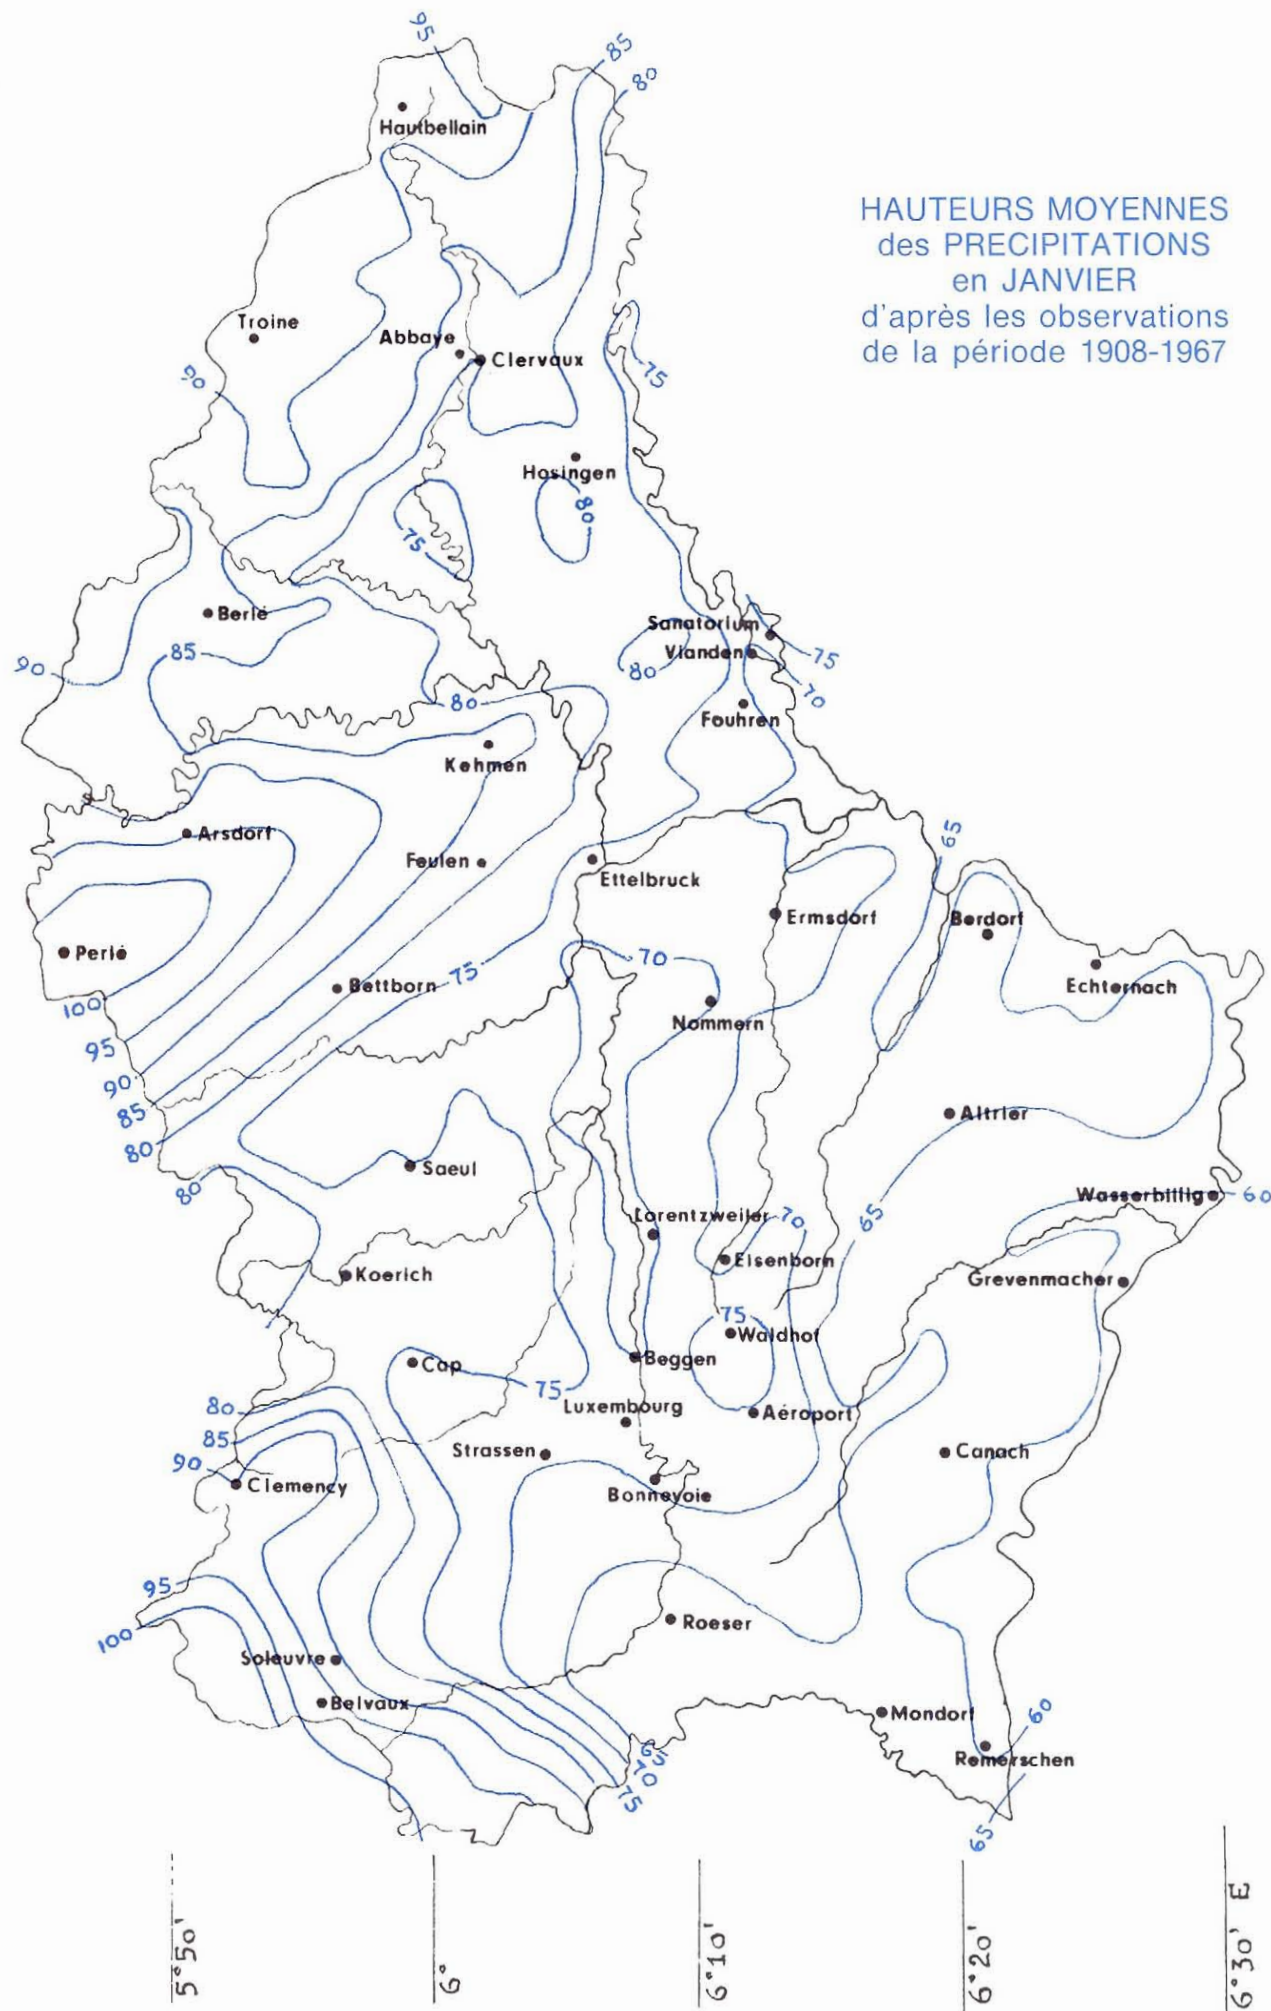 95
85
80
Hautbellain
HAUTEURS MOYENNES
des PRECIPITATIONS
en JANVIER
d'après les observations
de la période 1908-1967
Troine
Abbaye
Clervaux
90
75
Hosingen
80
75
Berlé
Sanatorium
Vianden
85
90
80
75
70
80
Fouhren
Kehmen
Arsdorf
Feulen
Ettelbruck
65
Ermsdorf
Berdorf
Perlé
70
75
Echternach
Bettborn
100
Nommern
95
90
85
Altrier
80
Saeul
80
Wasserbillig
60
Lorentzweiler
70
65
Eisenborn
Koerich
Grevenmacher
75
Waldhof
Cap
Beggen
75
80
Luxembourg
Aéroport
85
Strassen
Canach
90
Clemency
Bonnevoie
95
100
Roeser
Soleuvre
Belvaux
Mondorf
60
65
70
Remerschen
75
65
5°50'
6°
6°10'
6°20'
6°30' E